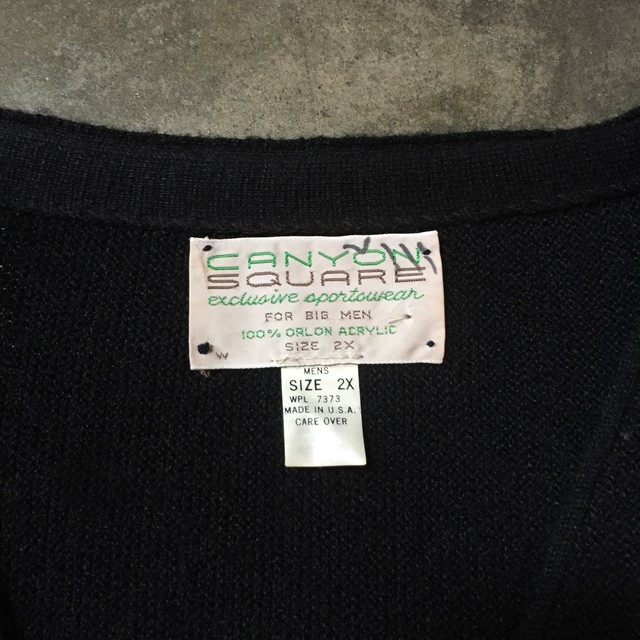 CANYON
SQUARE
exclusive sportswear
FOR BIG MEN
100% ORLON ACRYLIC
SIZE 2X
MENS
SIZE 2X
WPL 7373
MADE IN U.S.A.
CARE OVER